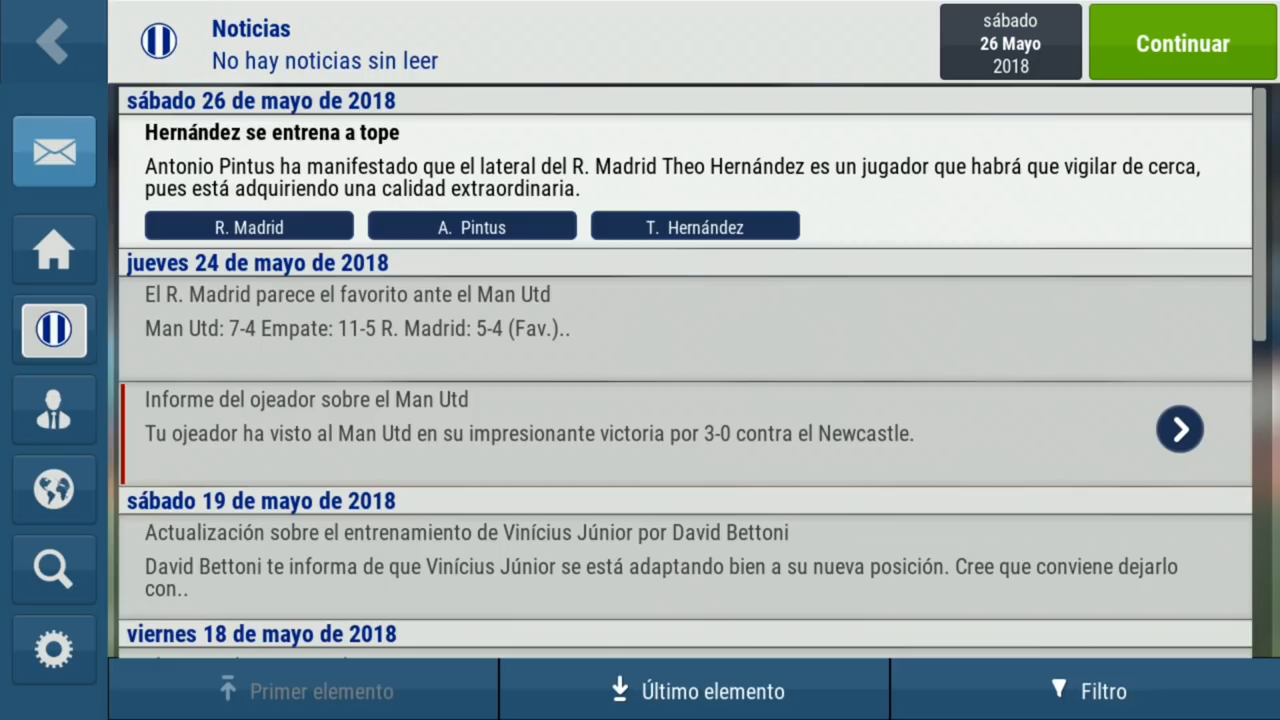 Noticias
No hay noticias sin leer
sábado
26 Mayo
2018
Continuar
sábado 26 de mayo de 2018
Hernández se entrena a tope
Antonio Pintus ha manifestado que el lateral del R. Madrid Theo Hernández es un jugador que habrá que vigilar de cerca,
pues está adquiriendo una calidad extraordinaria.
R. Madrid
A. Pintus
T. Hernández
jueves 24 de mayo de 2018
El R. Madrid parece el favorito ante el Man Utd
Man Utd: 7-4 Empate: 11-5 R. Madrid: 5-4 (Fav.)..
Informe del ojeador sobre el Man Utd
Tu ojeador ha visto al Man Utd en su impresionante victoria por 3-0 contra el Newcastle.
sábado 19 de mayo de 2018
Actualización sobre el entrenamiento de Vinícius Júnior por David Bettoni
David Bettoni te informa de que Vinícius Júnior se está adaptando bien a su nueva posición. Cree que conviene dejarlo
con..
viernes 18 de mayo de 2018
Primer elemento
Último elemento
Filtro